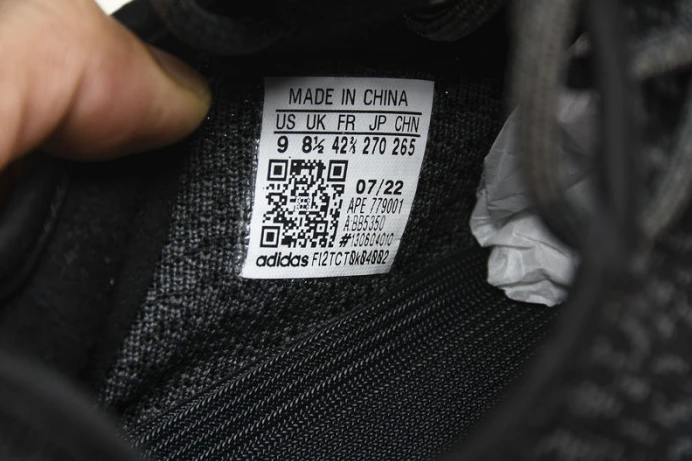 MADE IN CHINA
US UK FR JP CHN
9 8½ 42⅔ 270 265
07/22
APE 779001
A:BB5350
#130604010
adidas